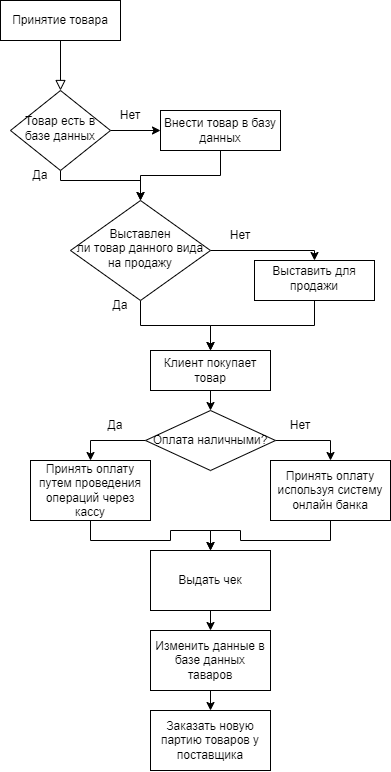 Принятие товара
Товар есть в
базе данных
Нет
Внести товар в базу
данных
Да
Выставлен
ли товар данного вида
на продажу
Нет
Выставить для
продажи
Да
Клиент покупает
товар
Да
Оплата наличными?
Нет
Принять оплату
путем проведения
операций через
кассу
Принять оплату
используя систему
онлайн банка
Выдать чек
Изменить данные в
базе данных
таваров
Заказать новую
партию товаров у
поставщика